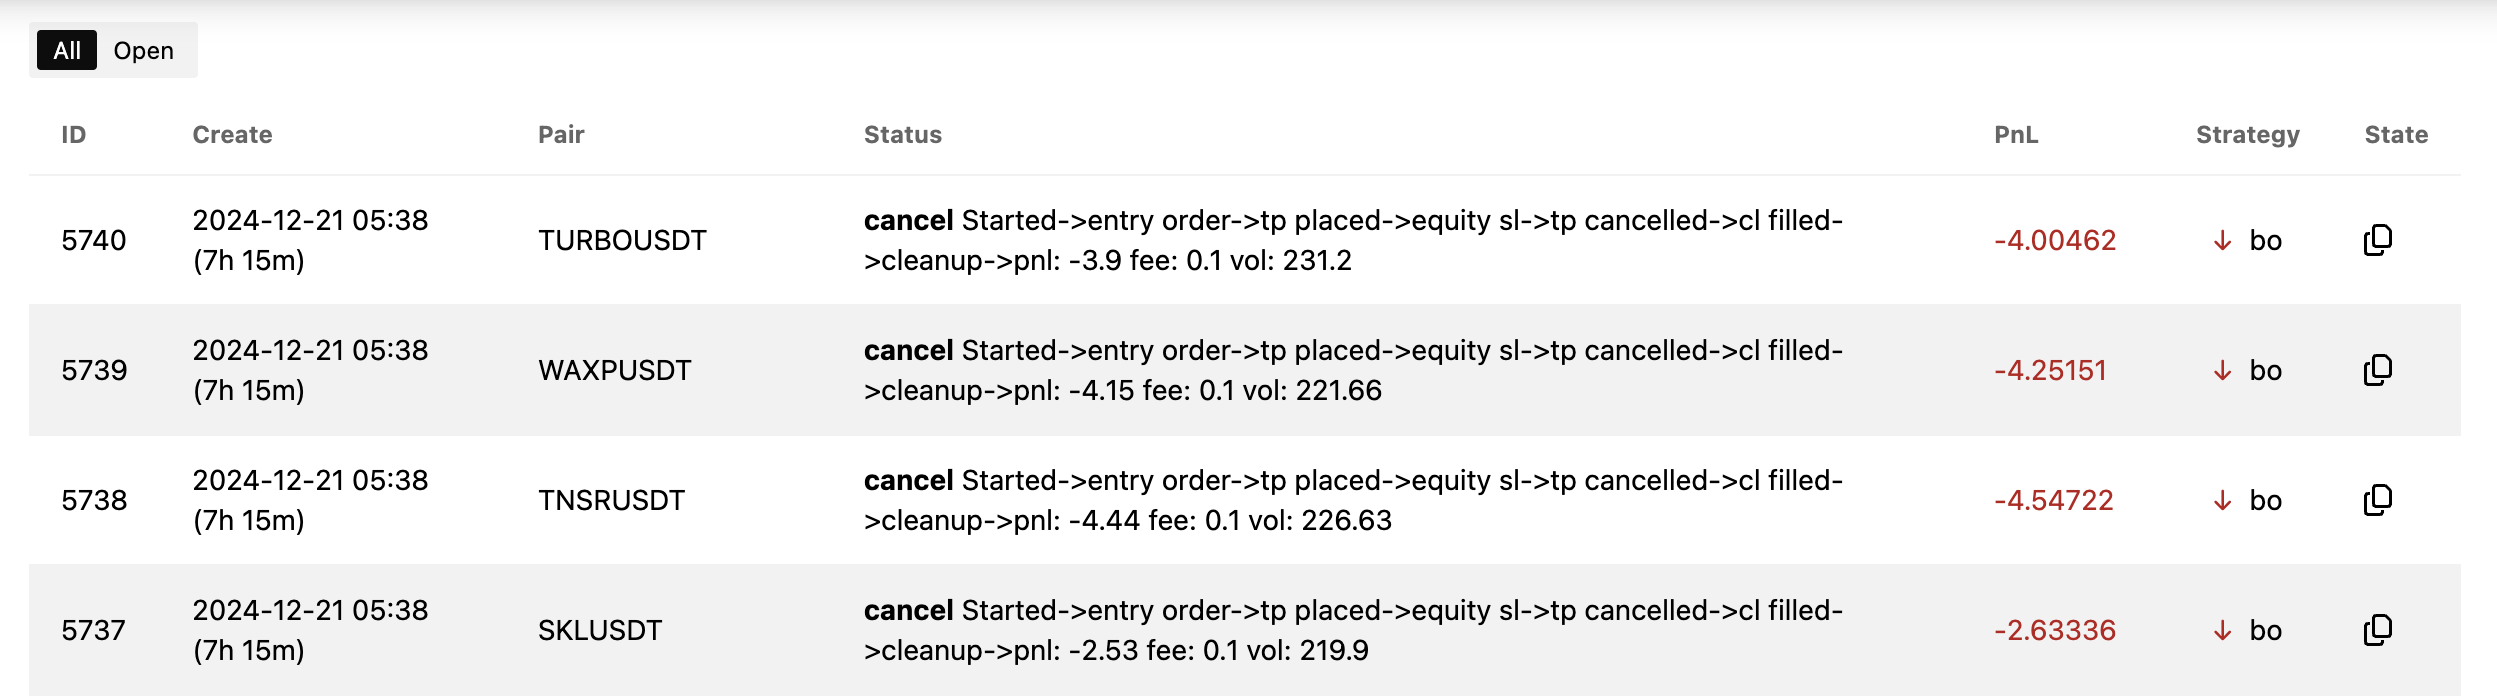 All Open
ID Create Pair Status PnL Strategy State
5740 2024-12-21 05:38 (7h 15m) TURBOUSDT cancel Started->entry order->tp placed->equity sl->tp cancelled->cl filled-
>cleanup->pnl: -3.9 fee: 0.1 vol: 231.2 -4.00462 ↓ bo
5739 2024-12-21 05:38 (7h 15m) WAXPUSDT cancel Started->entry order->tp placed->equity sl->tp cancelled->cl filled-
>cleanup->pnl: -4.15 fee: 0.1 vol: 221.66 -4.25151 ↓ bo
5738 2024-12-21 05:38 (7h 15m) TNSRUSDT cancel Started->entry order->tp placed->equity sl->tp cancelled->cl filled-
>cleanup->pnl: -4.44 fee: 0.1 vol: 226.63 -4.54722 ↓ bo
5737 2024-12-21 05:38 (7h 15m) SKLUSDT cancel Started->entry order->tp placed->equity sl->tp cancelled->cl filled-
>cleanup->pnl: -2.53 fee: 0.1 vol: 219.9 -2.63336 ↓ bo